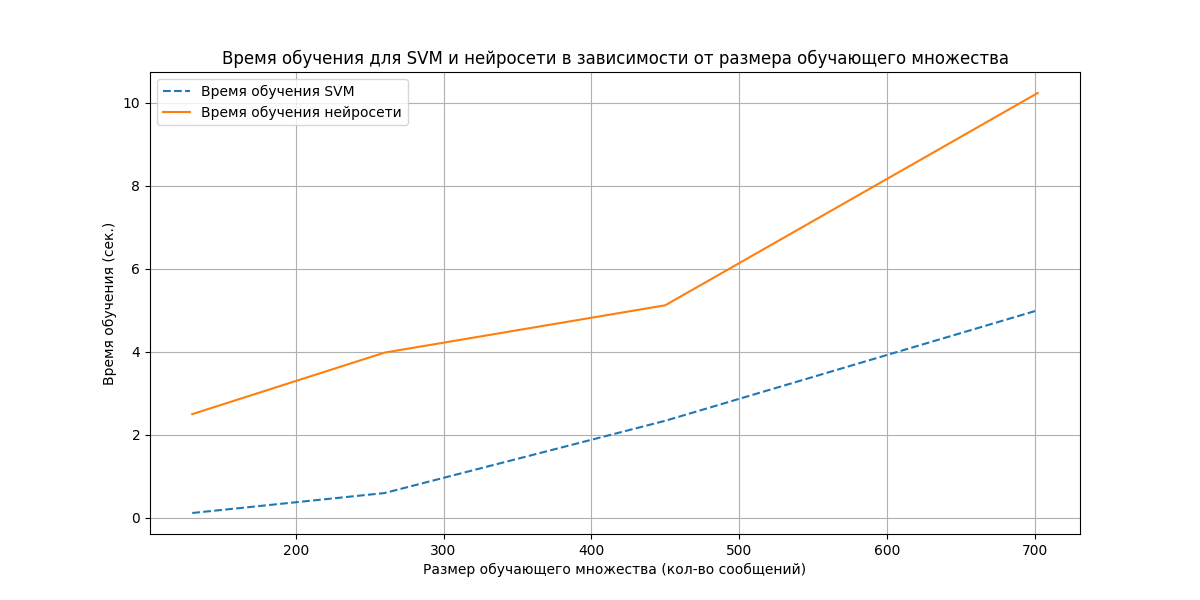 Время обучения для SVM и нейросети в зависимости от размера обучающего множества
Время обучения SVM
Время обучения нейросети
Время обучения (сек.)
10
8
6
4
2
0
200 300 400 500 600 700
Размер обучающего множества (кол-во сообщений)